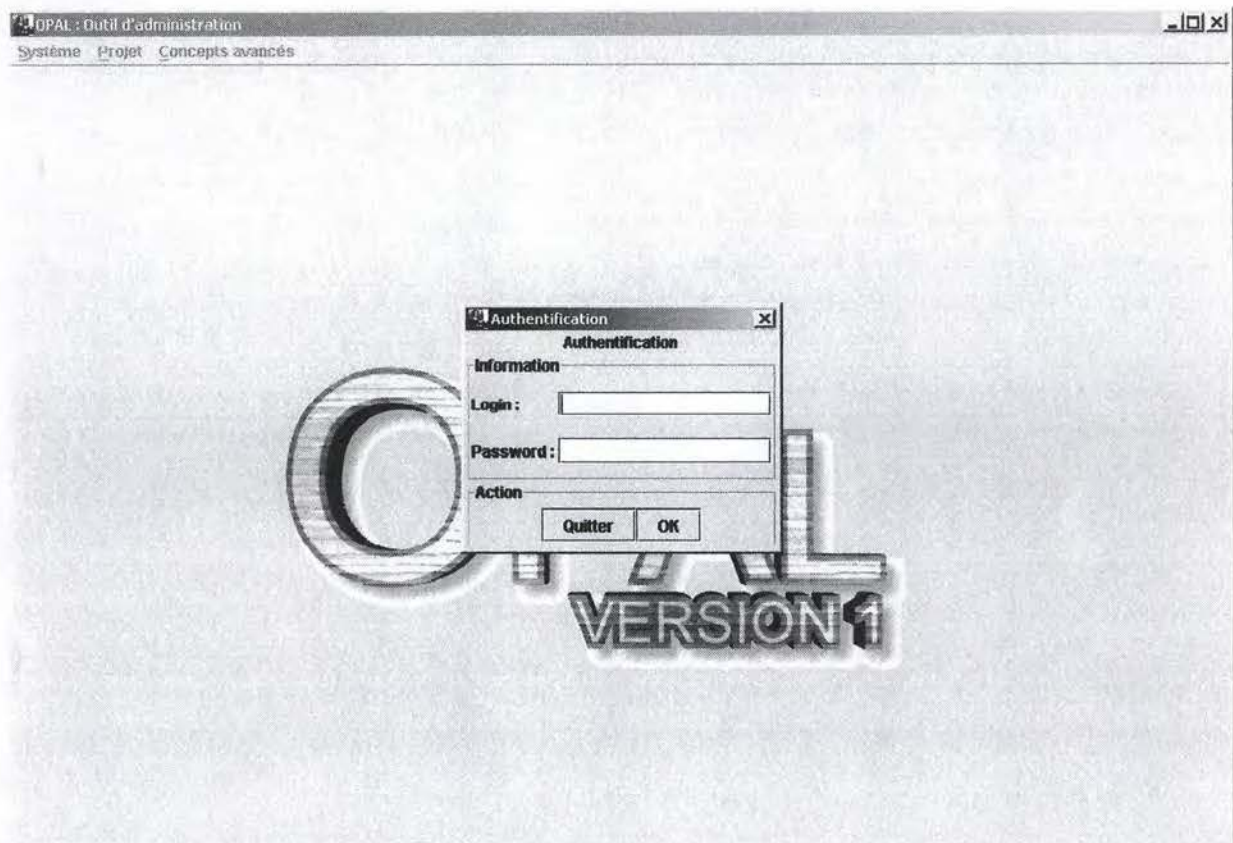 OPAL : Outil d'administration
Système Projet Concepts avancés
Authentification
Authentification
Information
Login :
Password :
Action
Quitter OK
VERSION 1